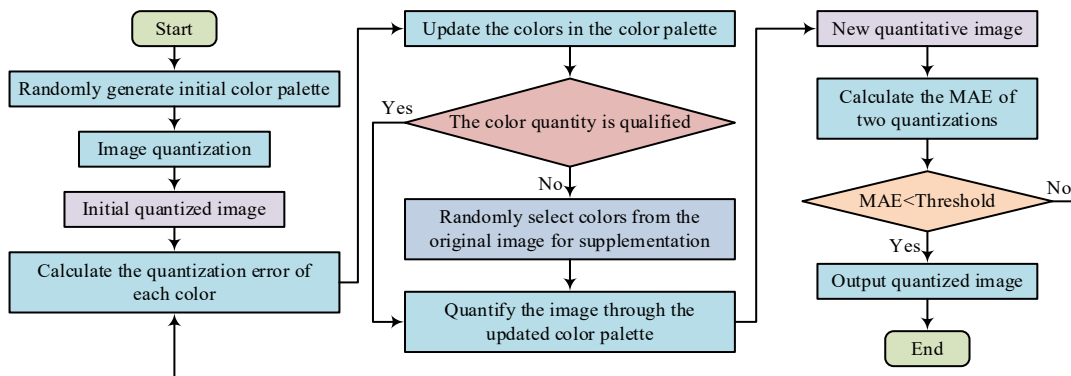 Start
Randomly generate initial color palette
Image quantization
Initial quantized image
Calculate the quantization error of
each color
Update the colors in the color palette
Yes
The color quantity is qualified
No
Randomly select colors from the
original image for supplementation
Quantify the image through the
updated color palette
New quantitative image
Calculate the MAE of
two quantizations
MAE<Threshold
No
Yes
Output quantized image
End